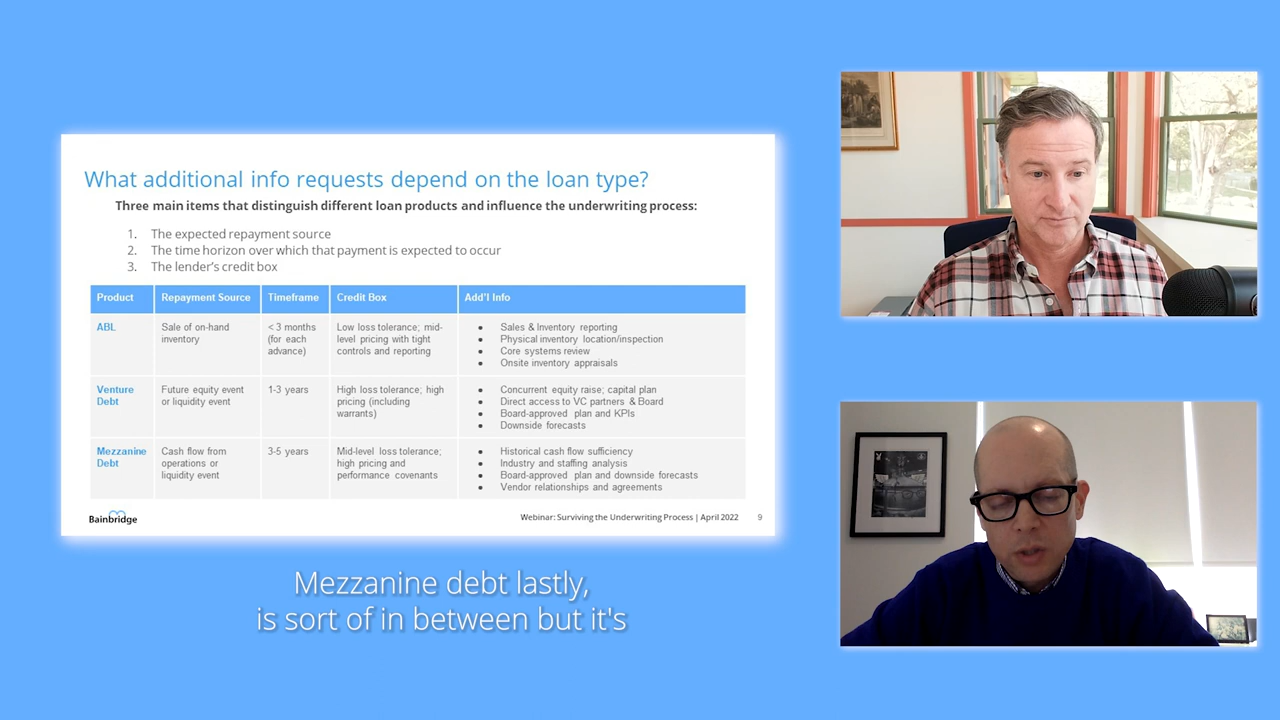 What additional info requests depend on the loan type?
Three main items that distinguish different loan products and influence the underwriting process:
1. The expected repayment source
2. The time horizon over which that payment is expected to occur
3. The lender's credit box
Product Repayment Source Timeframe Credit Box Add'l Info
ABL
Sale of on-hand
inventory
< 3 months
(for each
advance)
Low loss tolerance; mid-
level pricing with tight
controls and reporting
● Sales & Inventory reporting
● Physical inventory location/inspection
● Core systems review
● Onsite inventory appraisals
Venture
Debt
Future equity event
or liquidity event
1-3 years
High loss tolerance; high
pricing (including
warrants)
● Concurrent equity raise; capital plan
● Direct access to VC partners & Board
● Board-approved plan and KPIs
● Downside forecasts
Mezzanine
Debt
Cash flow from
operations or
liquidity event
3-5 years
Mid-level loss tolerance;
high pricing and
performance covenants
● Historical cash flow sufficiency
● Industry and staffing analysis
● Board-approved plan and downside forecasts
● Vendor relationships and agreements
Bainbridge
Webinar: Surviving the Underwriting Process | April 2022 9
Mezzanine debt lastly,
is sort of in between but it's